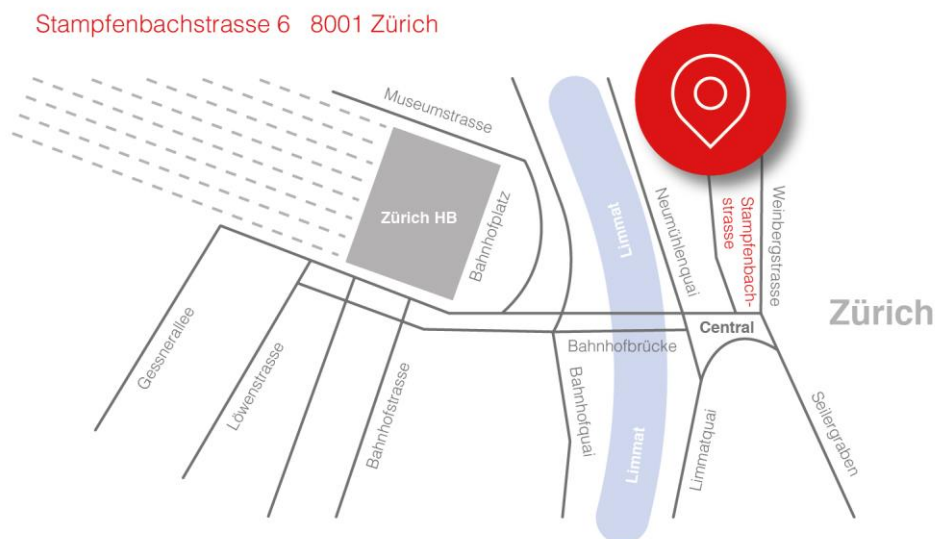 Stampfenbachstrasse 6 8001 Zürich
Museumstrasse
Zürich HB
Bahnhofplatz
Limmat
Neumühlenquai
Stampfenbach-
strasse
Weinbergstrasse
Zürich
Central
Bahnhofbrücke
Gessnerallee
Löwenstrasse
Bahnhofstrasse
Bahnhofquai
Limmat
Limmatquai
Seilergraben